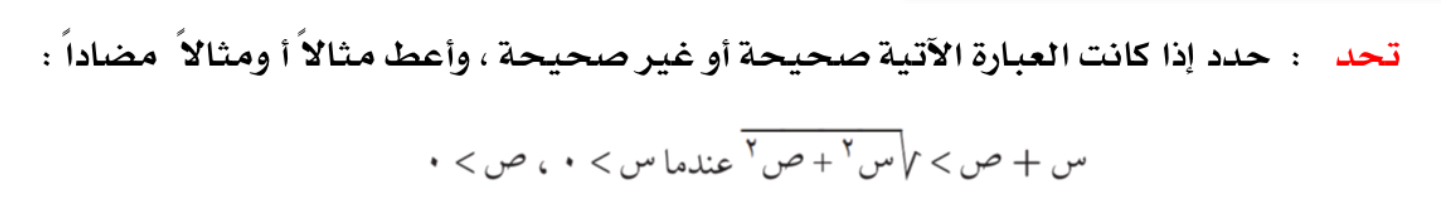 تحد : حدد إذا كانت العبارة الآتية صحيحة أو غير صحيحة ، وأعط مثالاً أ ومثالاً مضاداً :
س + ص > √س٢ + ص٢ عندما س > ٠ ، ص > ٠